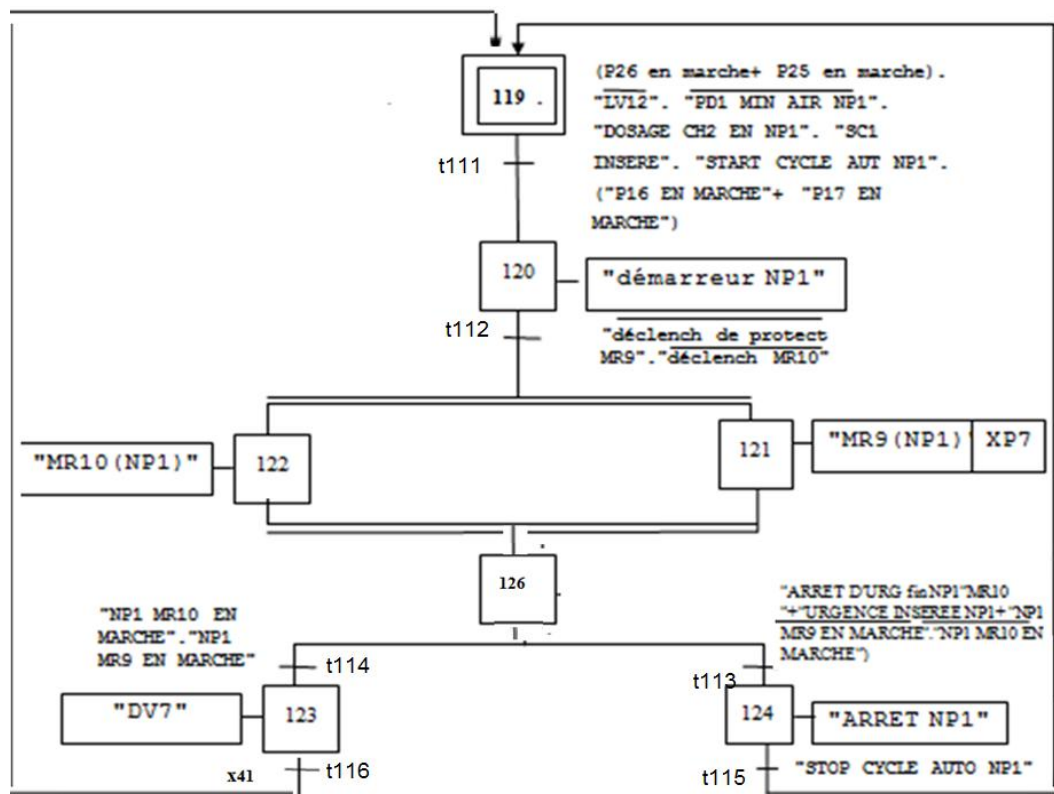 (P26 en marche+ P25 en marche).
119 .
"LV12". "PD1 MIN AIR NP1".
"DOSAGE CH2 EN NP1". "SC1
t111
INSERE". "START CYCLE AUT NP1".
("P16 EN MARCHE"+ "P17 EN
MARCHE")
120
"démarreur NP1"
t112
"déclench de protect
MR9"."déclench MR10"
"MR10(NP1)"
122
121
"MR9(NP1)"
XP7
126
"NP1 MR10 EN
MARCHE"."NP1
MR9 EN MARCHE"
"ARRET D'URG fin NP1"MR10
"+"URGENCE INSEREE NP1+"NP1
MR9 EN MARCHE"."NP1 MR10 EN
MARCHE")
t114
t113
"DV7"
123
124
"ARRET NP1"
x41
t116
t115
"STOP CYCLE AUTO NP1"